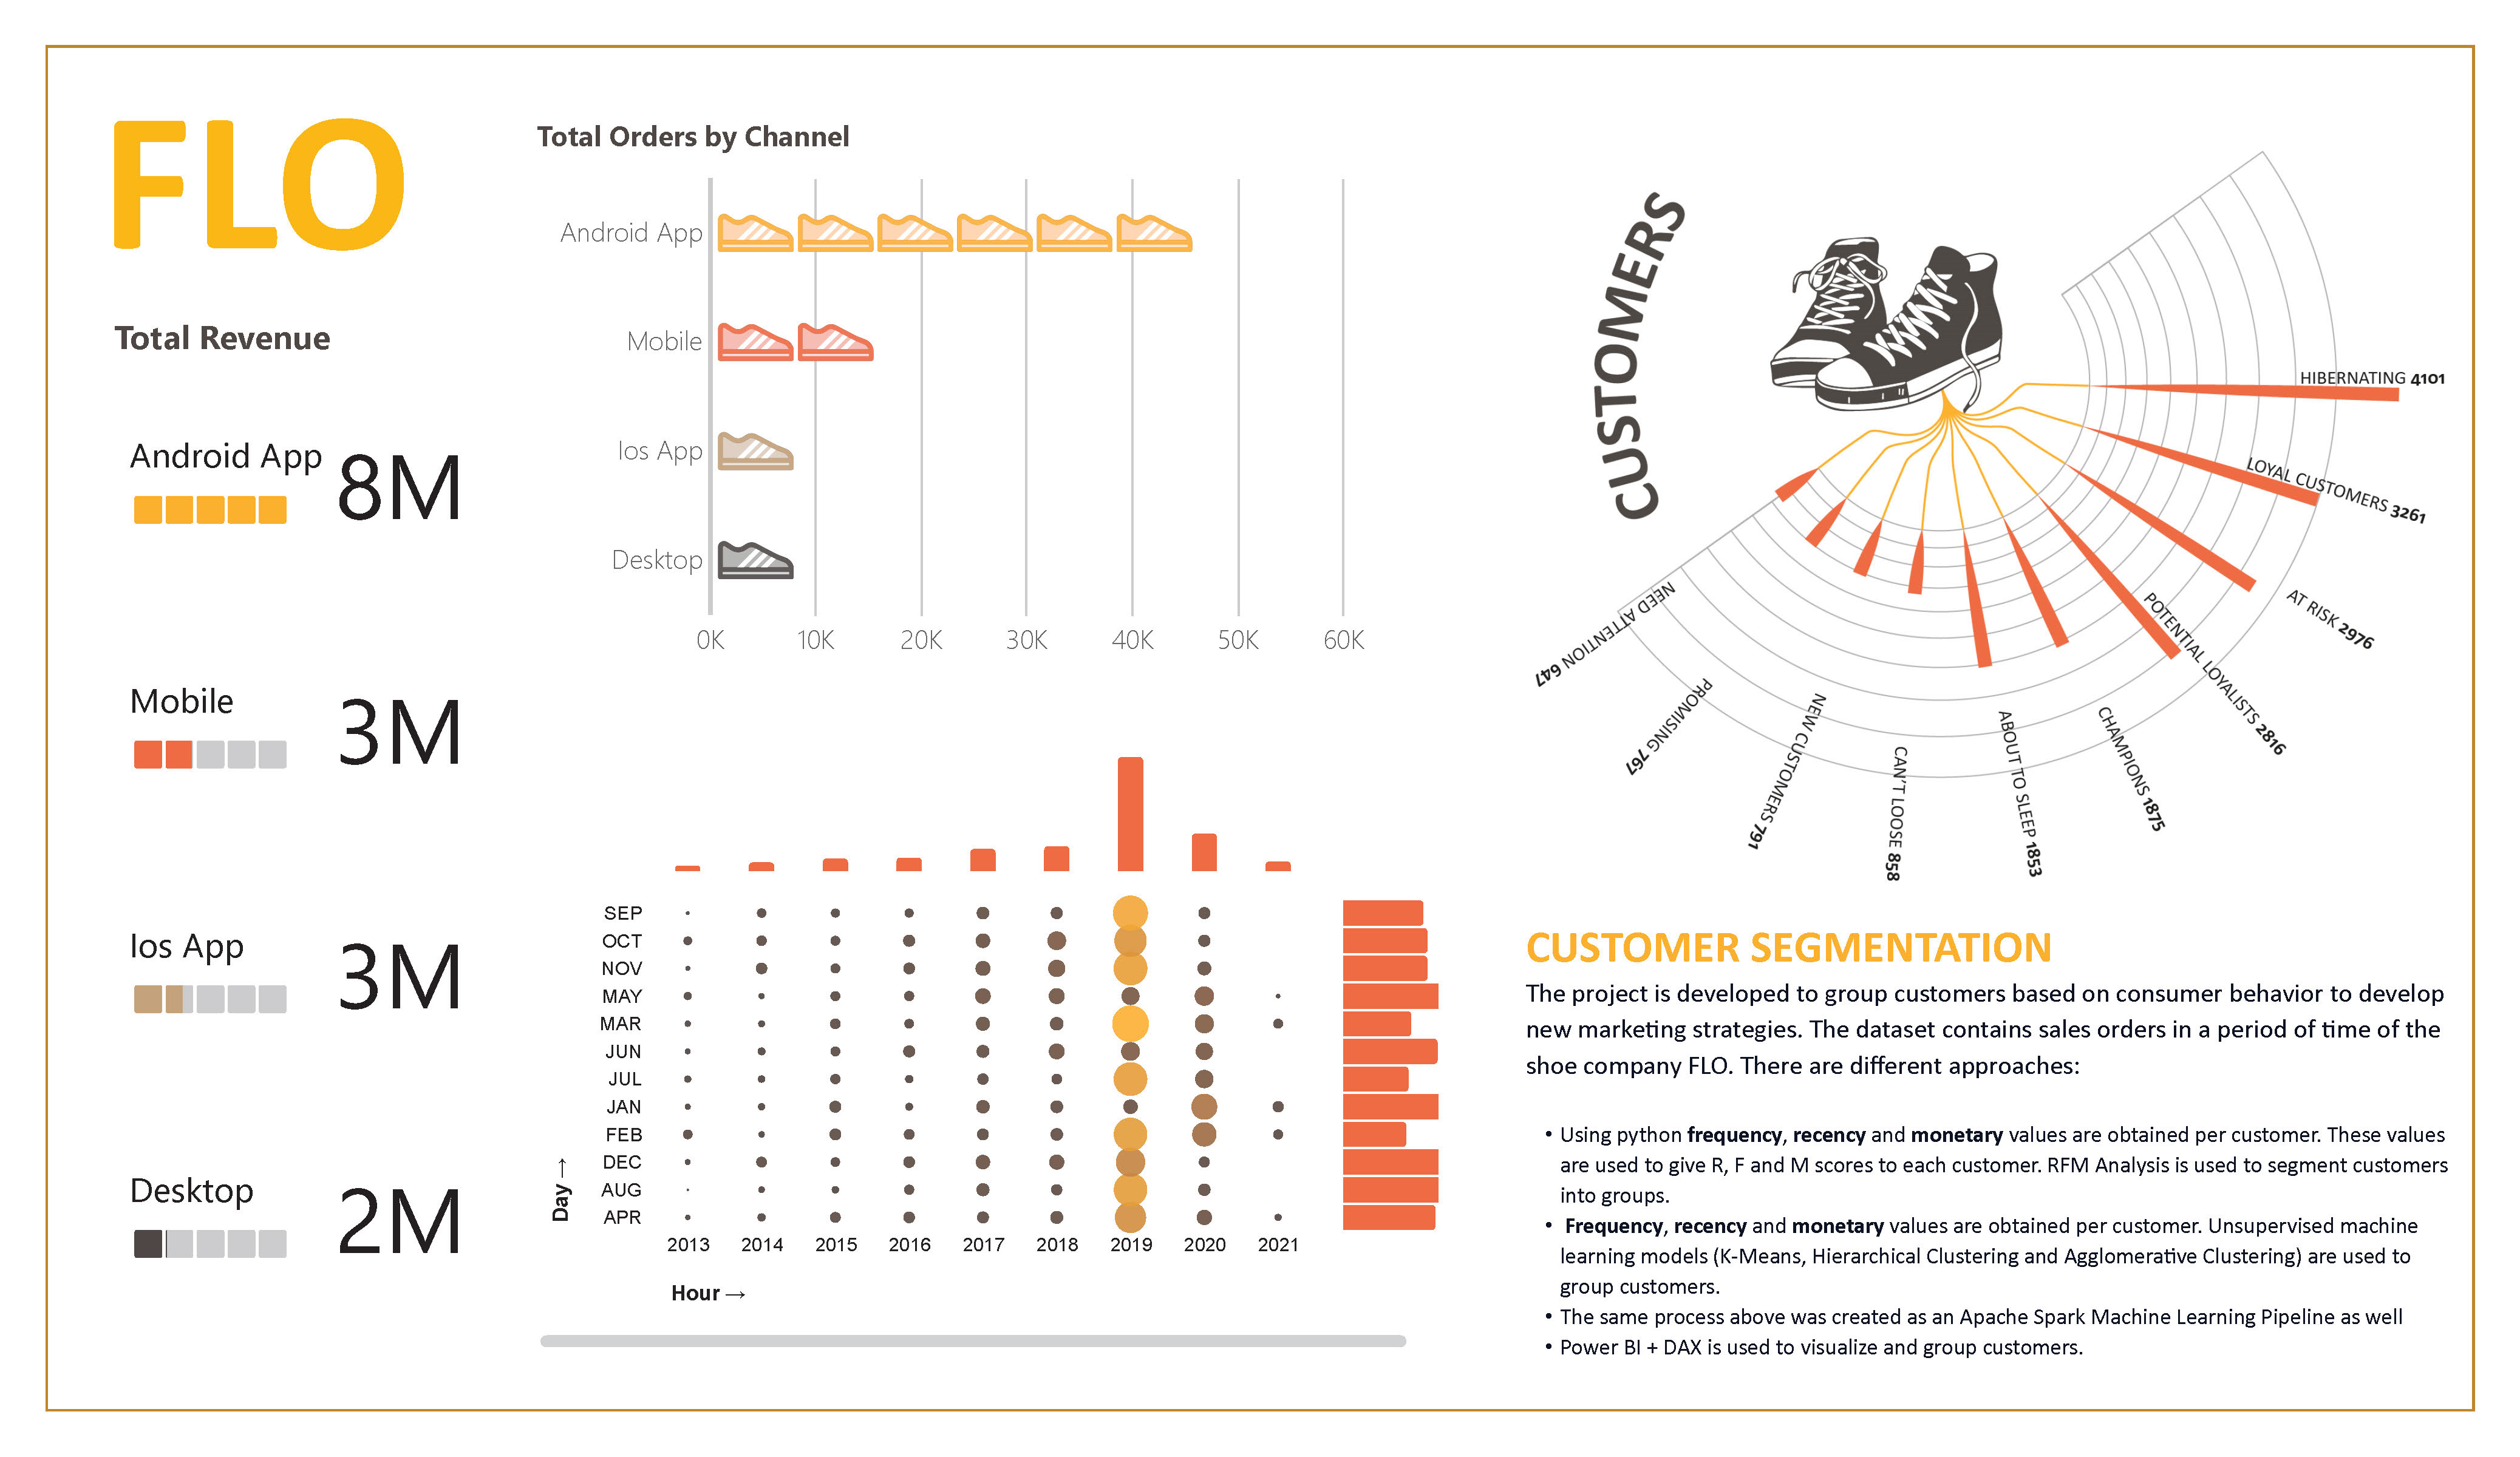 FLO
Total Revenue
Android App 8M
Mobile 3M
Ios App 3M
Desktop 2M
Total Orders by Channel
Android App
Mobile
Ios App
Desktop
0K 10K 20K 30K 40K 50K 60K
SEP
OCT
NOV
MAY
MAR
JUN
JUL
JAN
FEB
DEC
AUG
APR
Day →
2013 2014 2015 2016 2017 2018 2019 2020 2021
Hour →
CUSTOMERS
HIBERNATING 4101
LOYAL CUSTOMERS 3261
AT RISK 2976
POTENTIAL LOYALISTS 2816
CHAMPIONS 1875
ABOUT TO SLEEP 1853
CAN'T LOOSE 858
NEW CUSTOMERS 791
PROMISING 767
NEED ATTENTION 647
CUSTOMER SEGMENTATION
The project is developed to group customers based on consumer behavior to develop
new marketing strategies. The dataset contains sales orders in a period of time of the
shoe company FLO. There are different approaches:
• Using python frequency, recency and monetary values are obtained per customer. These values
are used to give R, F and M scores to each customer. RFM Analysis is used to segment customers
into groups.
• Frequency, recency and monetary values are obtained per customer. Unsupervised machine
learning models (K-Means, Hierarchical Clustering and Agglomerative Clustering) are used to
group customers.
• The same process above was created as an Apache Spark Machine Learning Pipeline as well
• Power BI + DAX is used to visualize and group customers.